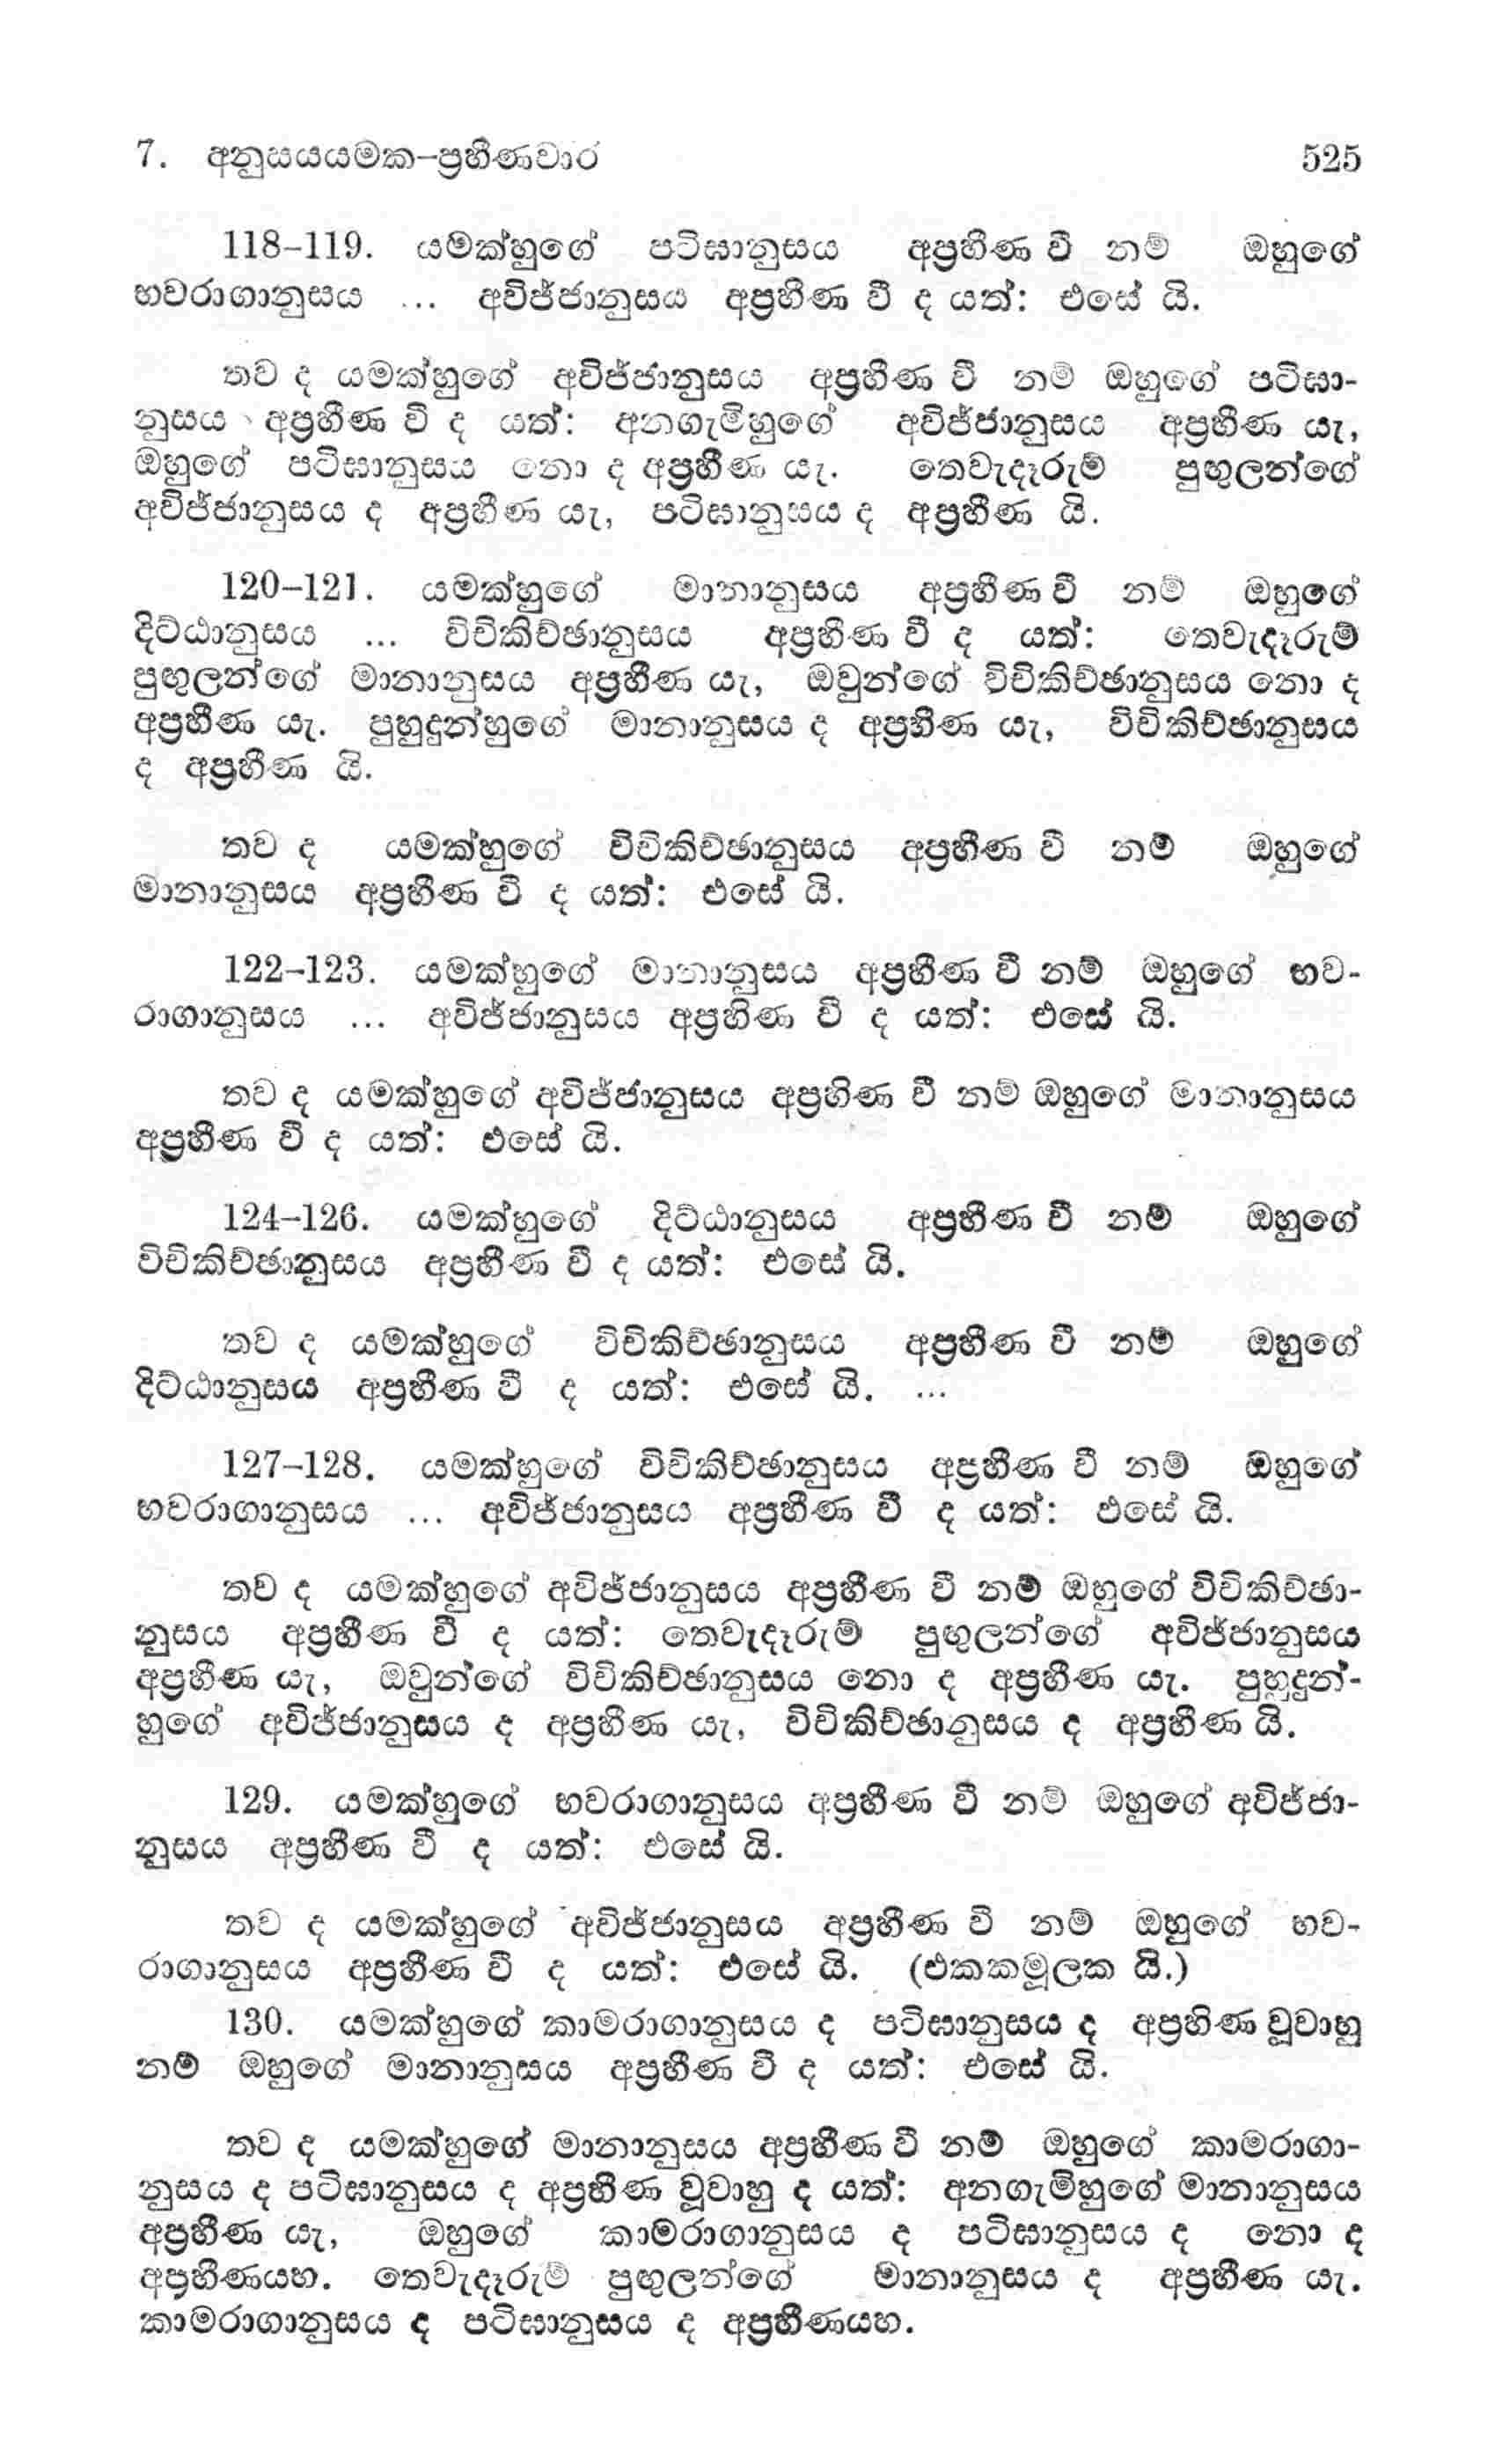 7. අනුසයයමක-ප්‍රහීණවාර 525
118-119. යමක්හුගේ පටිඝානුසය අප්‍රහීණ වී නම් ඔහුගේ
භවරාගානුසය ... අවිජ්ජානුසය අප්‍රහීණ වී ද යත්: එසේ යි.
තව ද යමක්හුගේ අවිජ්ජානුසය අප්‍රහීණ වී නම් ඔහුගේ පටිඝා-
නුසය අප්‍රහීණ වි ද යත්: අනගැමිහුගේ අවිජ්ජානුසය අප්‍රහීණ යැ,
ඔහුගේ පටිඝානුසය නො ද අප්‍රහීණ යැ. තෙවැදෑරුම් පුඟුලන්ගේ
අවිජ්ජානුසය ද අප්‍රහීණ යැ, පටිඝානුසය ද අප්‍රහීණ යි.
120-121. යමක්හුගේ මානානුසය අප්‍රහීණ වී නම් ඔහුගේ
දිට්ඨානුසය ... විචිකිච්ඡානුසය අප්‍රහීණ වී ද යත්: තෙවැදෑරුම්
පුඟුලන්ගේ මානානුසය අප්‍රහීණ යැ, ඔවුන්ගේ විචිකිච්ඡානුසය නො ද
අප්‍රහීණ යැ. පුහුදුන්හුගේ මානානුසය ද අප්‍රහීණ යැ, විචිකිච්ඡානුසය
ද අප්‍රහීණ යි.
තව ද යමක්හුගේ විචිකිච්ඡානුසය අප්‍රහීණ වී නම් ඔහුගේ
මානානුසය අප්‍රහීණ වී ද යත්: එසේ යි.
122-123. යමක්හුගේ මානානුසය අප්‍රහීණ වී නම් ඔහුගේ භව-
රාගානුසය ... අවිජ්ජානුසය අප්‍රහිණ වී ද යත්: එසේ යි.
තව ද යමක්හුගේ අවිජ්ජානුසය අප්‍රහිණ වී නම් ඔහුගේ මානානුසය
අප්‍රහීණ වී ද යත්: එසේ යි.
124-126. යමක්හුගේ දිට්ඨානුසය අප්‍රහීණ වී නම් ඔහුගේ
විචිකිච්ඡානුසය අප්‍රහීණ වී ද යත්: එසේ යි.
තව ද යමක්හුගේ විචිකිච්ඡානුසය අප්‍රහීණ වී නම් ඔහුගේ
දිට්ඨානුසය අප්‍රහීණ වී ද යත්: එසේ යි. ...
127-128. යමක්හුගේ විචිකිච්ඡානුසය අප්‍රහීණ වී නම් ඔහුගේ
භවරාගානුසය ... අවිජ්ජානුසය අප්‍රහීණ වී ද යත්: එසේ යි.
තව ද යමක්හුගේ අවිජ්ජානුසය අප්‍රහීණ වී නම් ඔහුගේ විචිකිච්ඡා-
නුසය අප්‍රහීණ වී ද යත්: තෙවැදෑරුම් පුඟුලන්ගේ අවිජ්ජානුසය
අප්‍රහීණ යැ, ඔවුන්ගේ විචිකිච්ඡානුසය නො ද අප්‍රහීණ යැ. පුහුදුන්-
හුගේ අවිජ්ජානුසය ද අප්‍රහීණ යැ, විචිකිච්ඡානුසය ද අප්‍රහීණ යි.
129. යමක්හුගේ භවරාගානුසය අප්‍රහීණ වී නම් ඔහුගේ අවිජ්ජා-
නුසය අප්‍රහීණ වී ද යත්: එසේ යි.
තව ද යමක්හුගේ අවිජ්ජානුසය අප්‍රහීණ වී නම් ඔහුගේ භව-
රාගානුසය අප්‍රහීණ වී ද යත්: එසේ යි. (එකකමූලක යි.)
130. යමක්හුගේ කාමරාගානුසය ද පටිඝානුසය ද අප්‍රහිණ වූවාහු
නම් ඔහුගේ මානානුසය අප්‍රහීණ වී ද යත්: එසේ යි.
තව ද යමක්හුගේ මානානුසය අප්‍රහීණ වී නම් ඔහුගේ කාමරාගා-
නුසය ද පටිඝානුසය ද අප්‍රහීණ වූවාහු ද යත්: අනගැමිහුගේ මානානුසය
අප්‍රහීණ යැ, ඔහුගේ කාමරාගානුසය ද පටිඝානුසය ද නො ද
අප්‍රහීණයහ. තෙවැදෑරුම් පුඟුලන්ගේ මානානුසය ද අප්‍රහීණ යැ.
කාමරාගානුසය ද පටිඝානුසය ද අප්‍රහීණයහ.